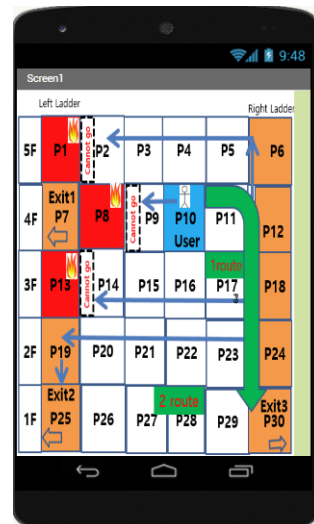 9:48
Screen1
Left Ladder
Right Ladder
5F P1 Cannot go P2 P3 P4 P5 P6
4F Exit1 P7 P8 Cannot go P9 P10 User P11 P12
1route
3F P13 Cannot go P14 P15 P16 P17 P18
2F P19 P20 P21 P22 P23 P24
2 route
1F Exit2 P25 P26 P27 P28 P29 Exit3 P30